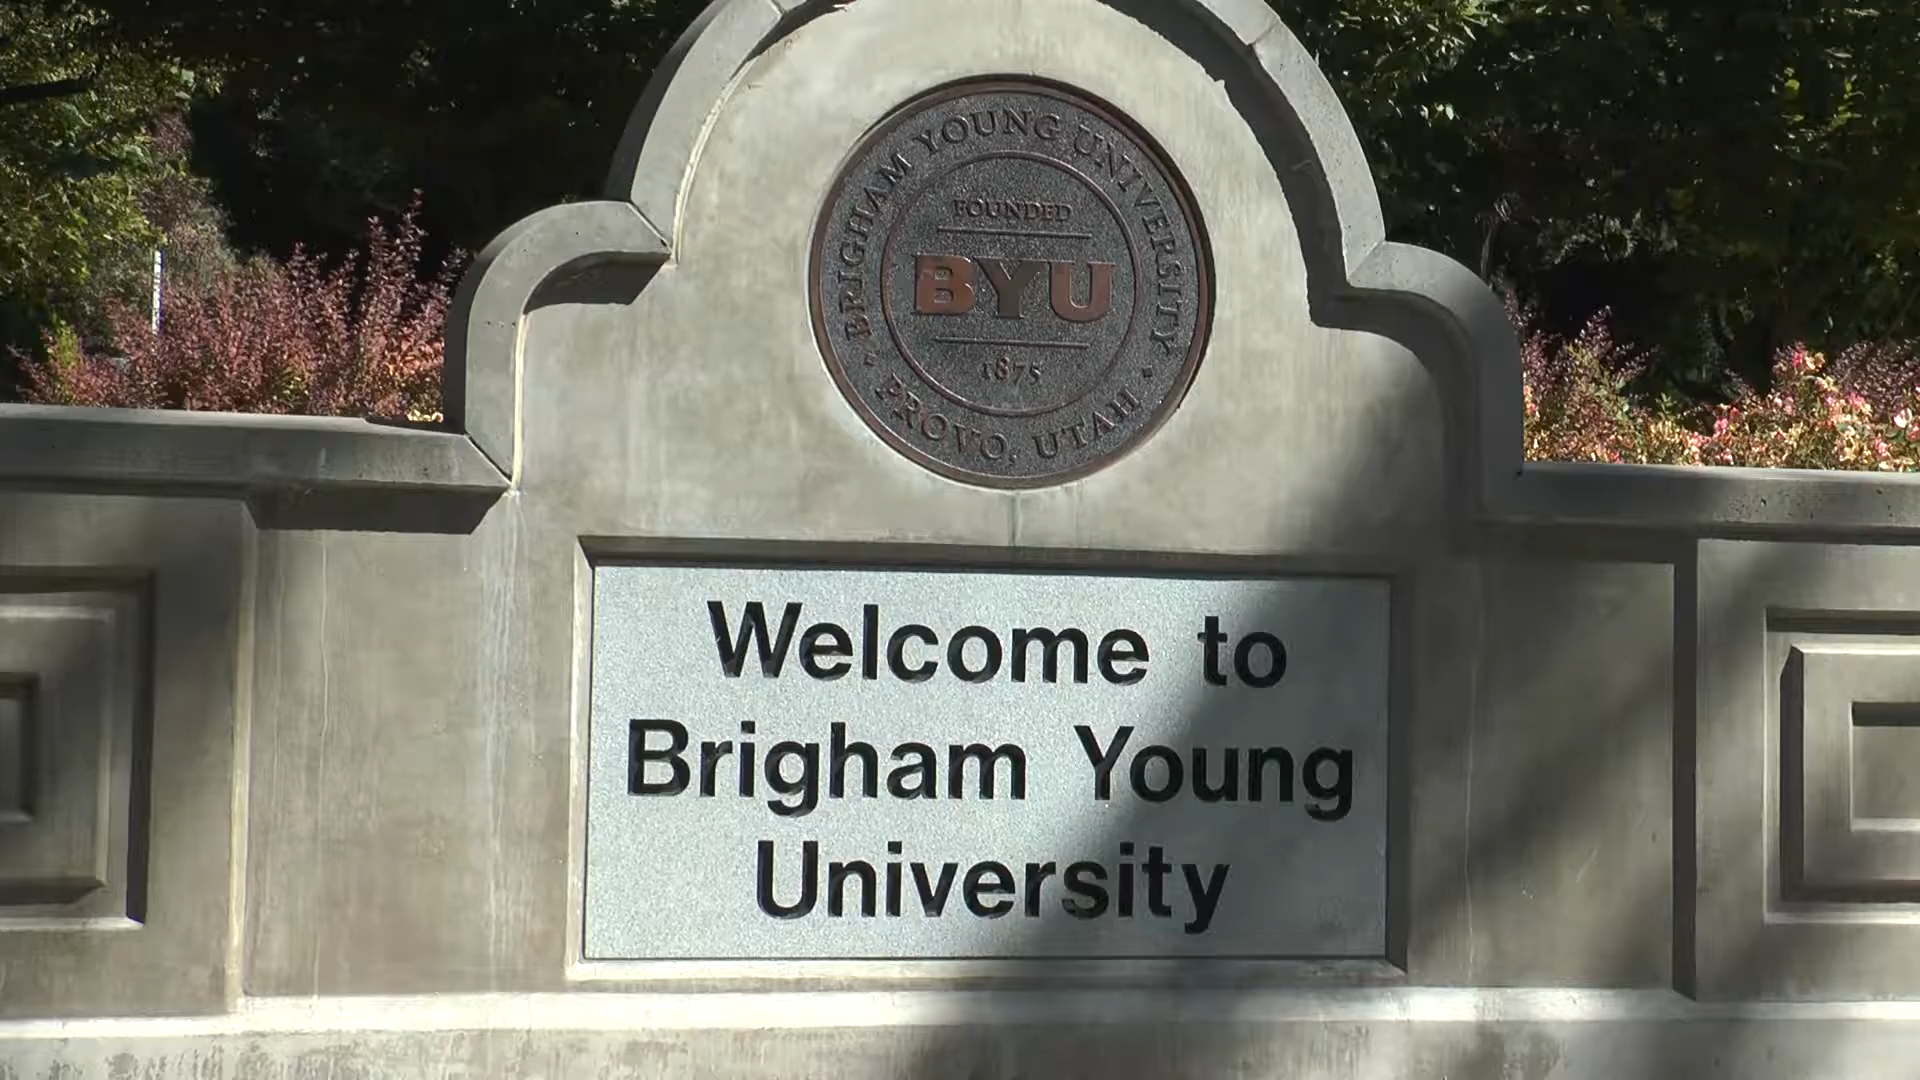 BRIGHAM YOUNG UNIVERSITY
FOUNDED
BYU
1875
PROVO, UTAH
Welcome to
Brigham Young
University